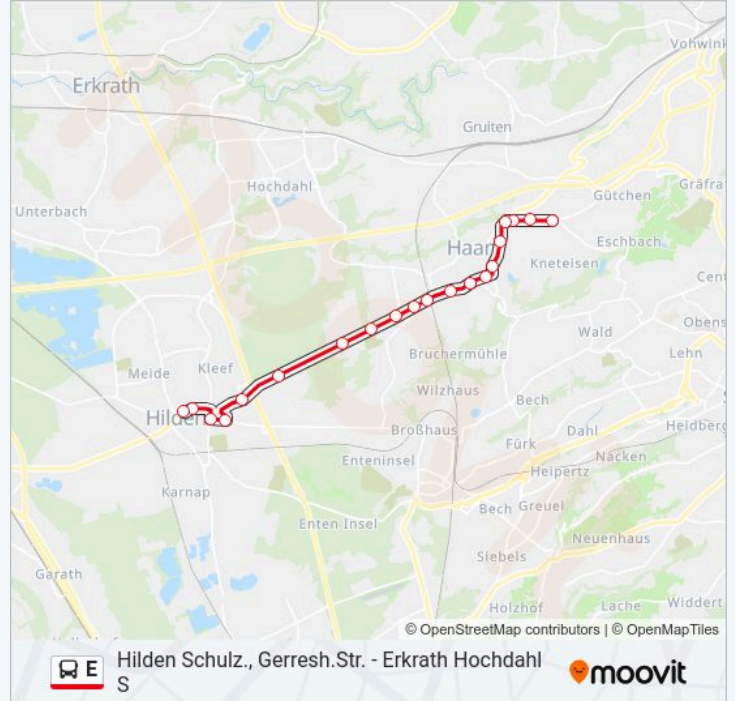 Vohwink
Erkrath
Gruiten
Hochdahl
Gütchen
Gräfra
Unterbach
Haan
Eschbach
Kneteisen
Cent
Obens
Wald
Bruchermühle
Lehn
Meide
Kleef
Wilzhaus
Bech
Hilden
Broßhaus
Dahl
Heidberg
Fürk
Nacken
Enteninsel
Heipertz
Karnap
Bech
Greuel
Enten Insel
Neuenhaus
Siebels
Garath
Holzhof
Lache
Widdert
© OpenStreetMap contributors | © OpenMapTiles
E
Hilden Schulz., Gerresh.Str. - Erkrath Hochdahl
S
moovit